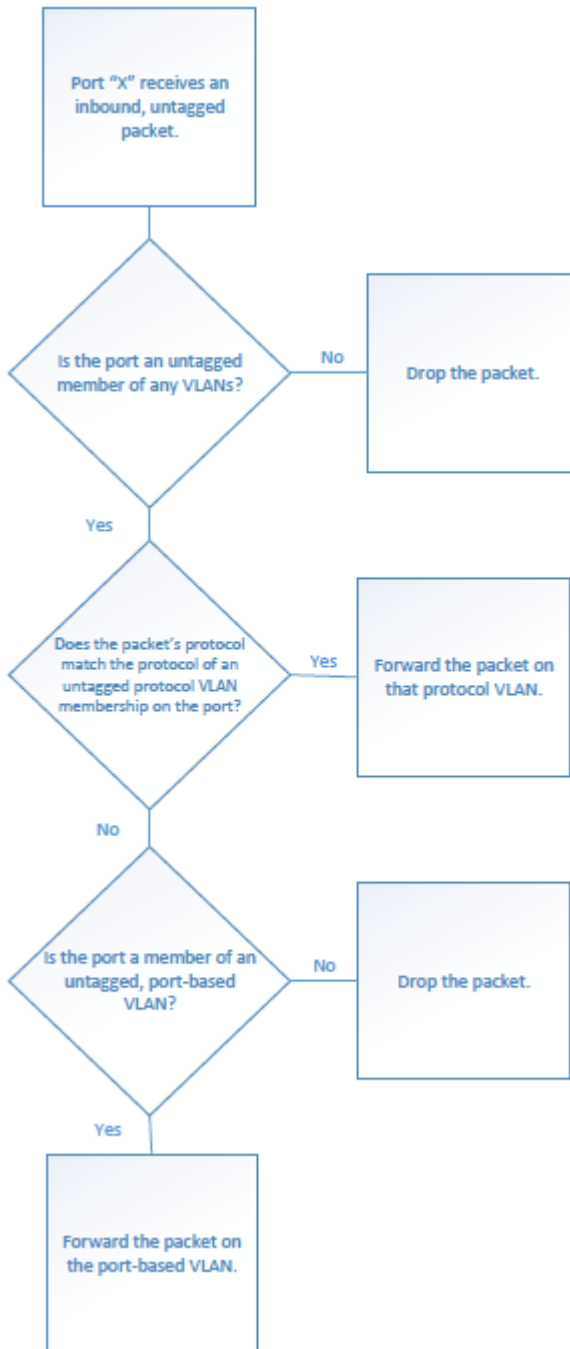 Port “X” receives an
inbound, untagged
packet.
Is the port an untagged
member of any VLANs?
No
Drop the packet.
Yes
Does the packet’s protocol
match the protocol of an
untagged protocol VLAN
membership on the port?
Yes
Forward the packet on
that protocol VLAN.
No
Is the port a member of an
untagged, port-based
VLAN?
No
Drop the packet.
Yes
Forward the packet on
the port-based VLAN.